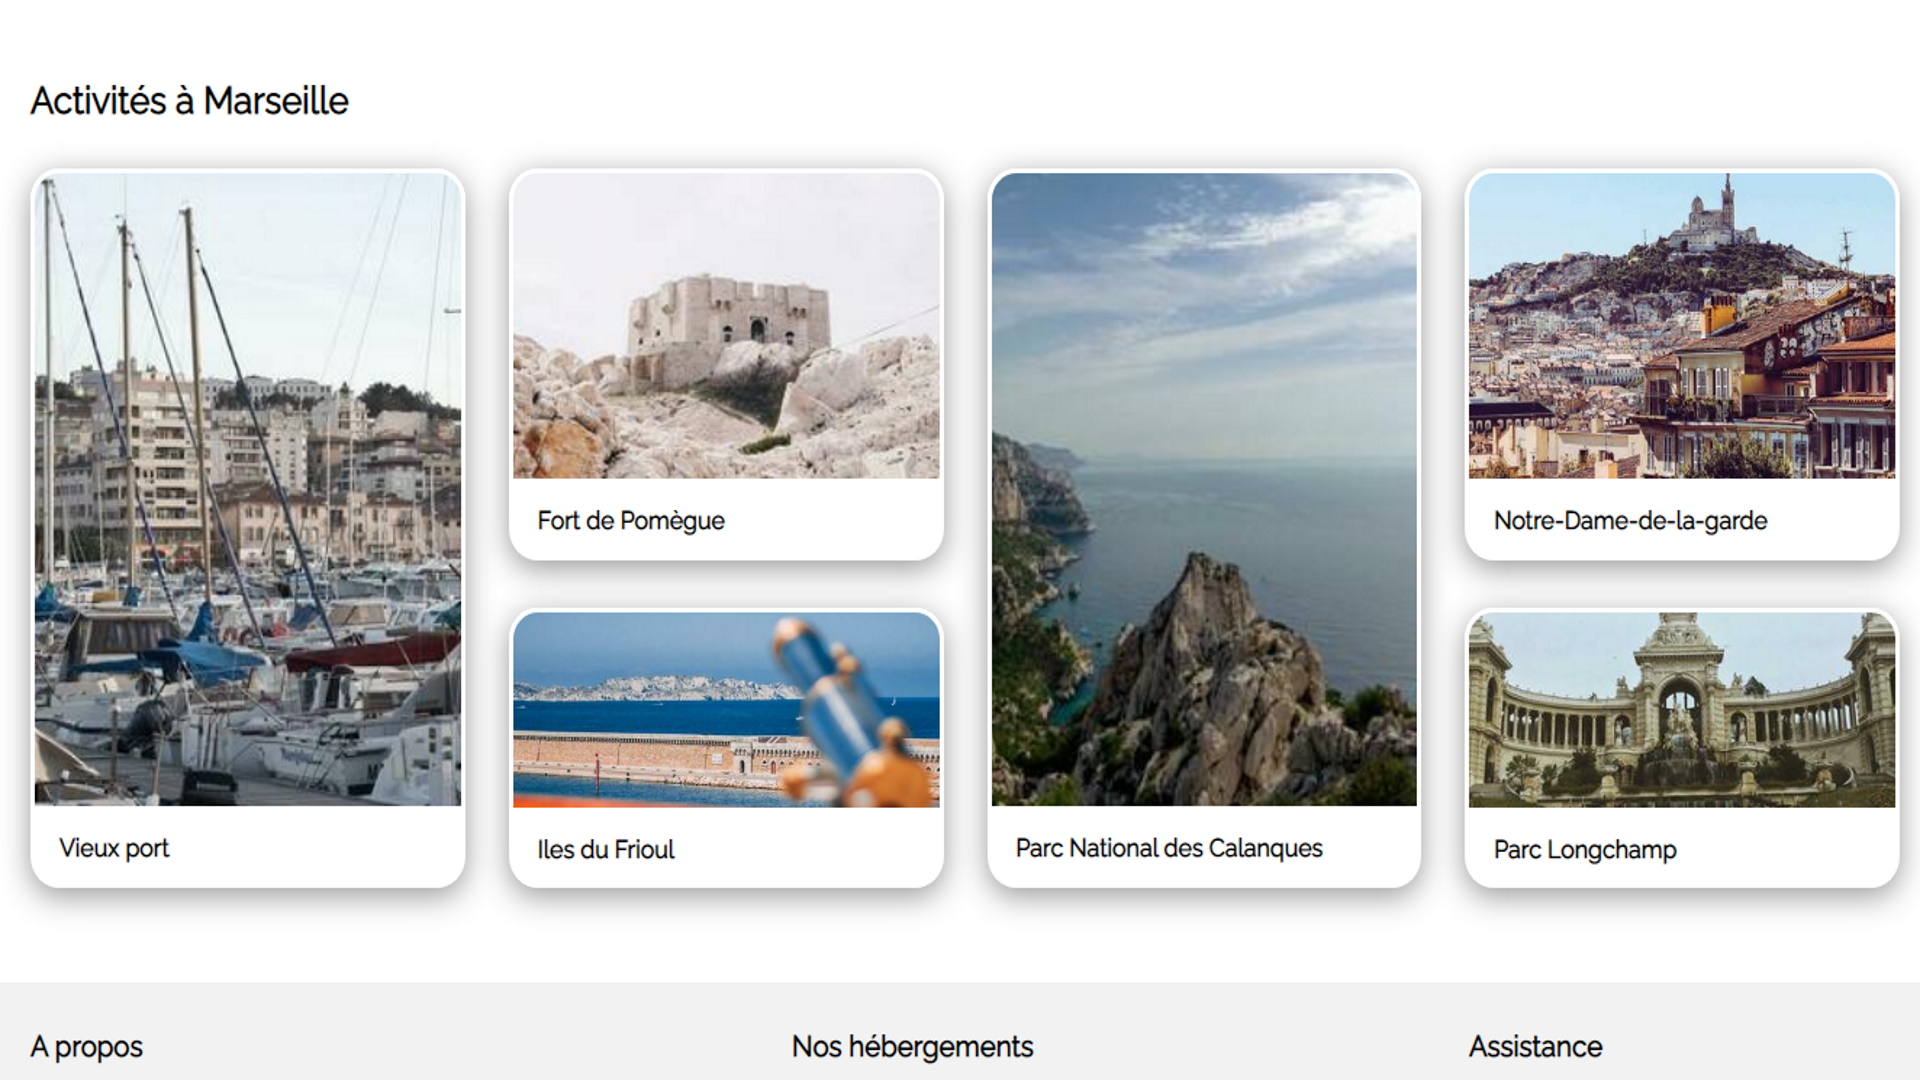 Activités à Marseille
Vieux port
Fort de Pomègue
Iles du Frioul
Parc National des Calanques
Notre-Dame-de-la-garde
Parc Longchamp
A propos
Nos hébergements
Assistance